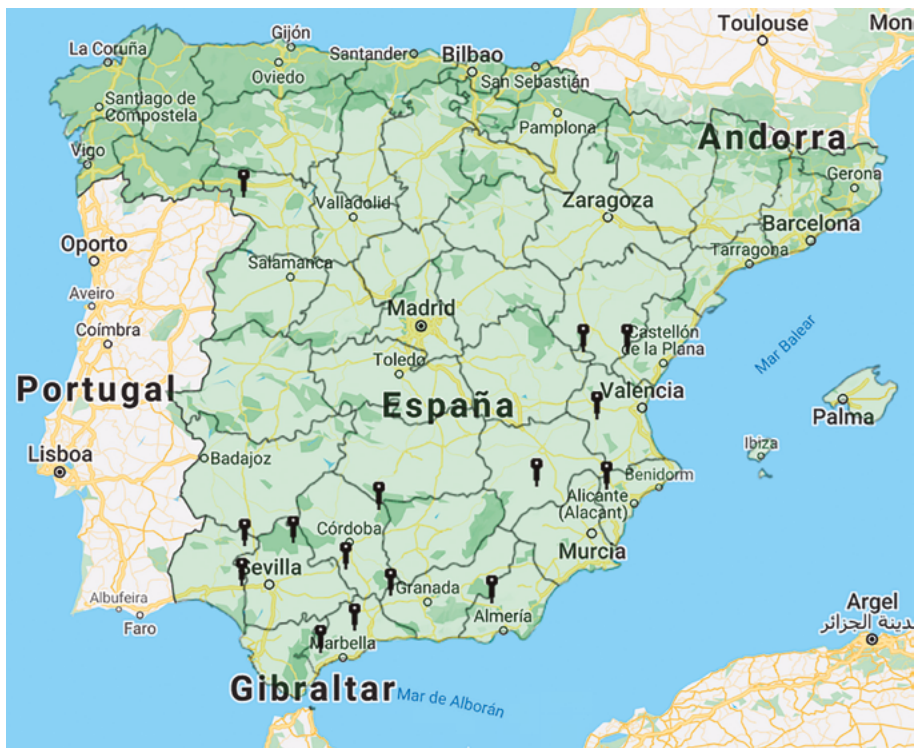 Toulouse
Mon
Gijón
La Coruña
Santander
Bilbao
Oviedo
San Sebastián
Santiago de
Compostela
Pamplona
Andorra
Vigo
Gerona
Valladolid
Zaragoza
Barcelona
Oporto
Tarragona
Salamanca
Aveiro
Madrid
Coímbra
Castellón
de la Plana
Mar Balear
Toledo
Portugal
España
Valencia
Palma
Ibiza
Lisboa
Badajoz
Benidorm
Alicante
(Alacant)
Córdoba
Murcia
Sevilla
Granada
Albufeira
Faro
Almería
Argel
مدينة الجزائر
Marbella
Gibraltar
Mar de Alborán